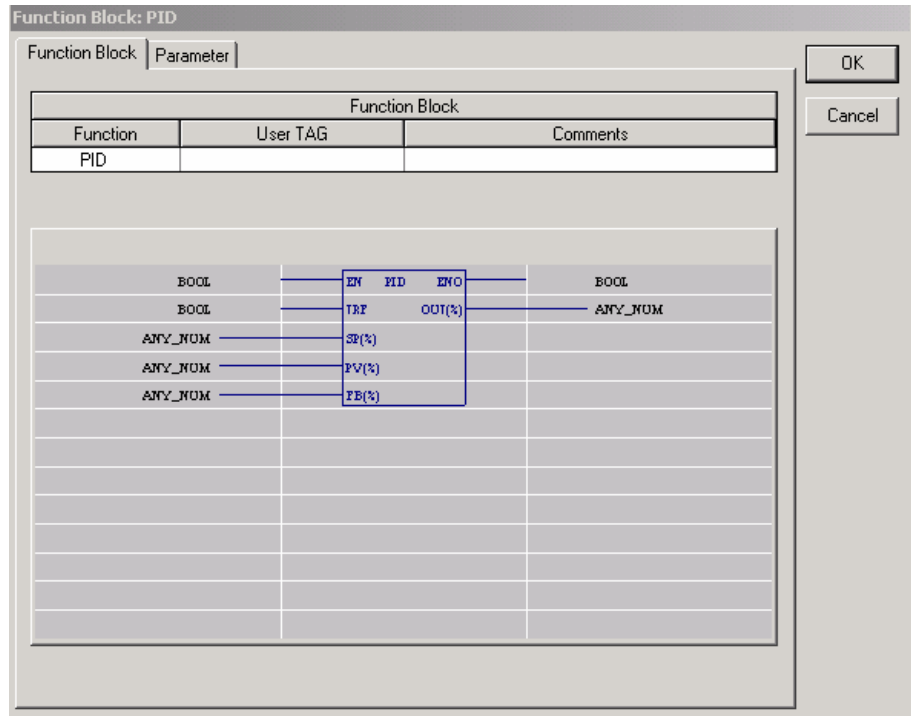 Function Block: PID
Function Block Parameter
OK
Cancel
Function Block
Function User TAG Comments
PID
BOOL EN PID ENO BOOL
BOOL TRF OUT(%) ANY_NUM
ANY_NUM SP(%)
ANY_NUM PV(%)
ANY_NUM FB(%)